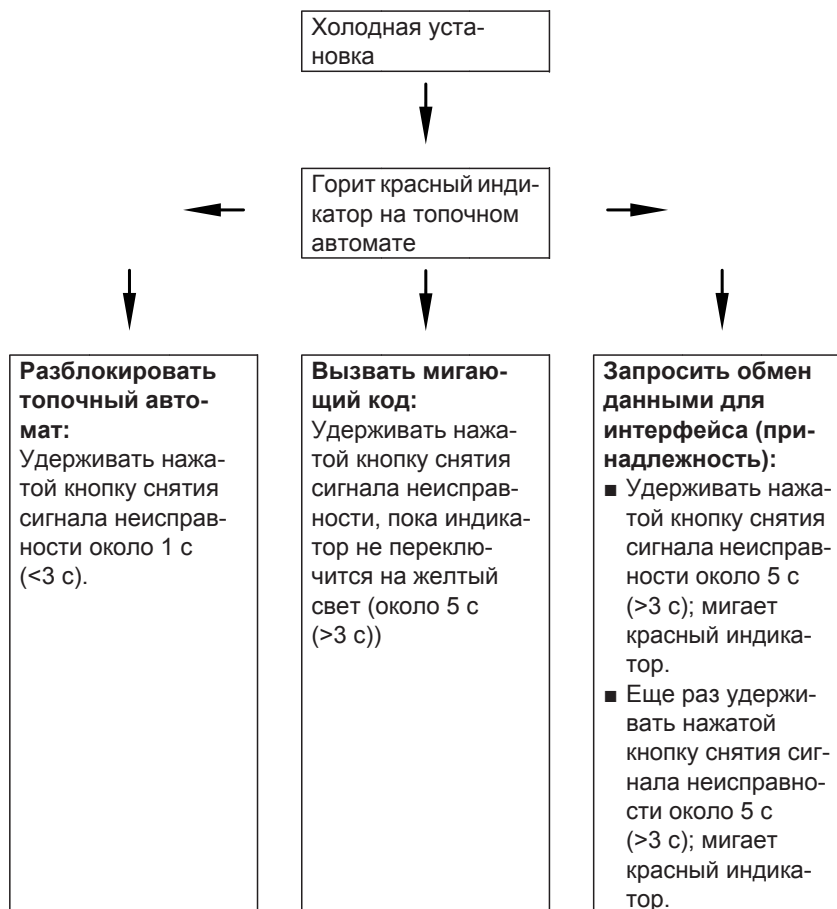 Холодная уста-
новка
Горит красный инди-
катор на топочном
автомате
Разблокировать
топочный авто-
мат:
Удерживать нажа-
той кнопку снятия
сигнала неисправ-
ности около 1 с
(<3 с).
Вызвать мигаю-
щий код:
Удерживать нажа-
той кнопку снятия
сигнала неисправ-
ности, пока индика-
тор не переклю-
чится на желтый
свет (около 5 с
(>3 с))
Запросить обмен
данными для
интерфейса (при-
надлежность):
■ Удерживать нажа-
той кнопку снятия
сигнала неисправ-
ности около 5 с
(>3 с); мигает
красный индика-
тор.
■ Еще раз удержи-
вать нажатой
кнопку снятия сиг-
нала неисправно-
сти около 5 с
(>3 с); мигает
красный индика-
тор.